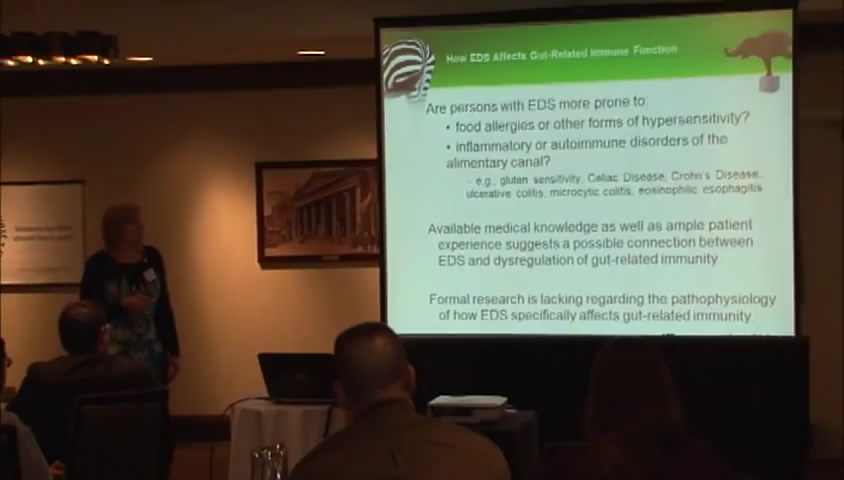 How EDS Affects Gut-Related Immune Function
Are persons with EDS more prone to:
• food allergies or other forms of hypersensitivity?
• inflammatory or autoimmune disorders of the
alimentary canal?
- e.g., gluten sensitivity, Celiac Disease, Crohn's Disease,
ulcerative colitis, microcytic colitis, eosinophilic esophagitis
Available medical knowledge as well as ample patient
experience suggests a possible connection between
EDS and dysregulation of gut-related immunity
Formal research is lacking regarding the pathophysiology
of how EDS specifically affects gut-related immunity